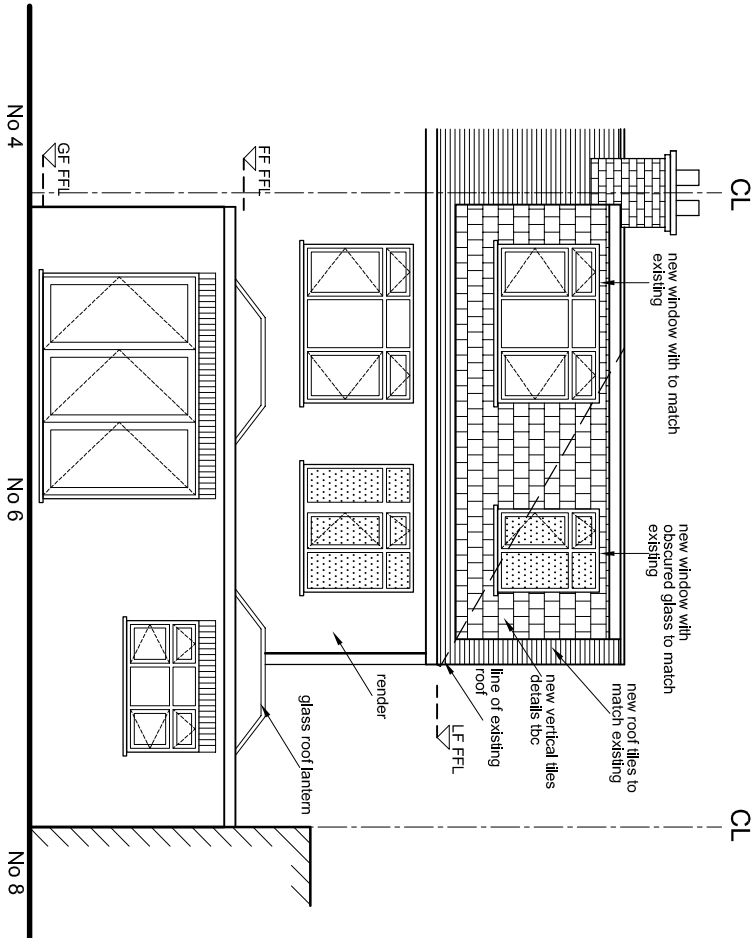 CL
CL
new window with to match
existing
new window with
obscured glass to match
existing
new roof tiles to
match existing
new vertical tiles
details tbc
line of existing
roof
LF FFL
render
glass roof lantern
FF FFL
GF FFL
No 4
No 6
No 8